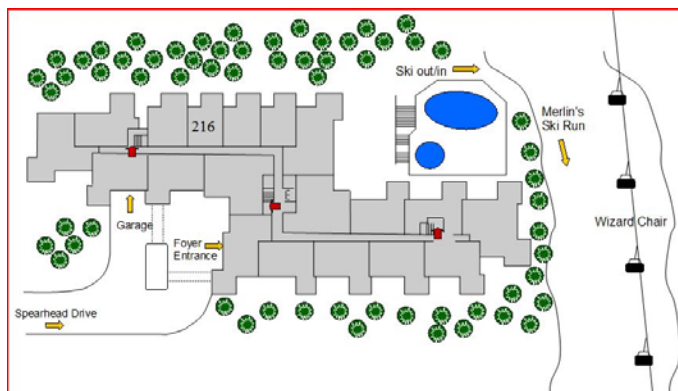 Ski out/in
Merlin's
Ski Run
216
Garage
Foyer
Entrance
Wizard Chair
Spearhead Drive